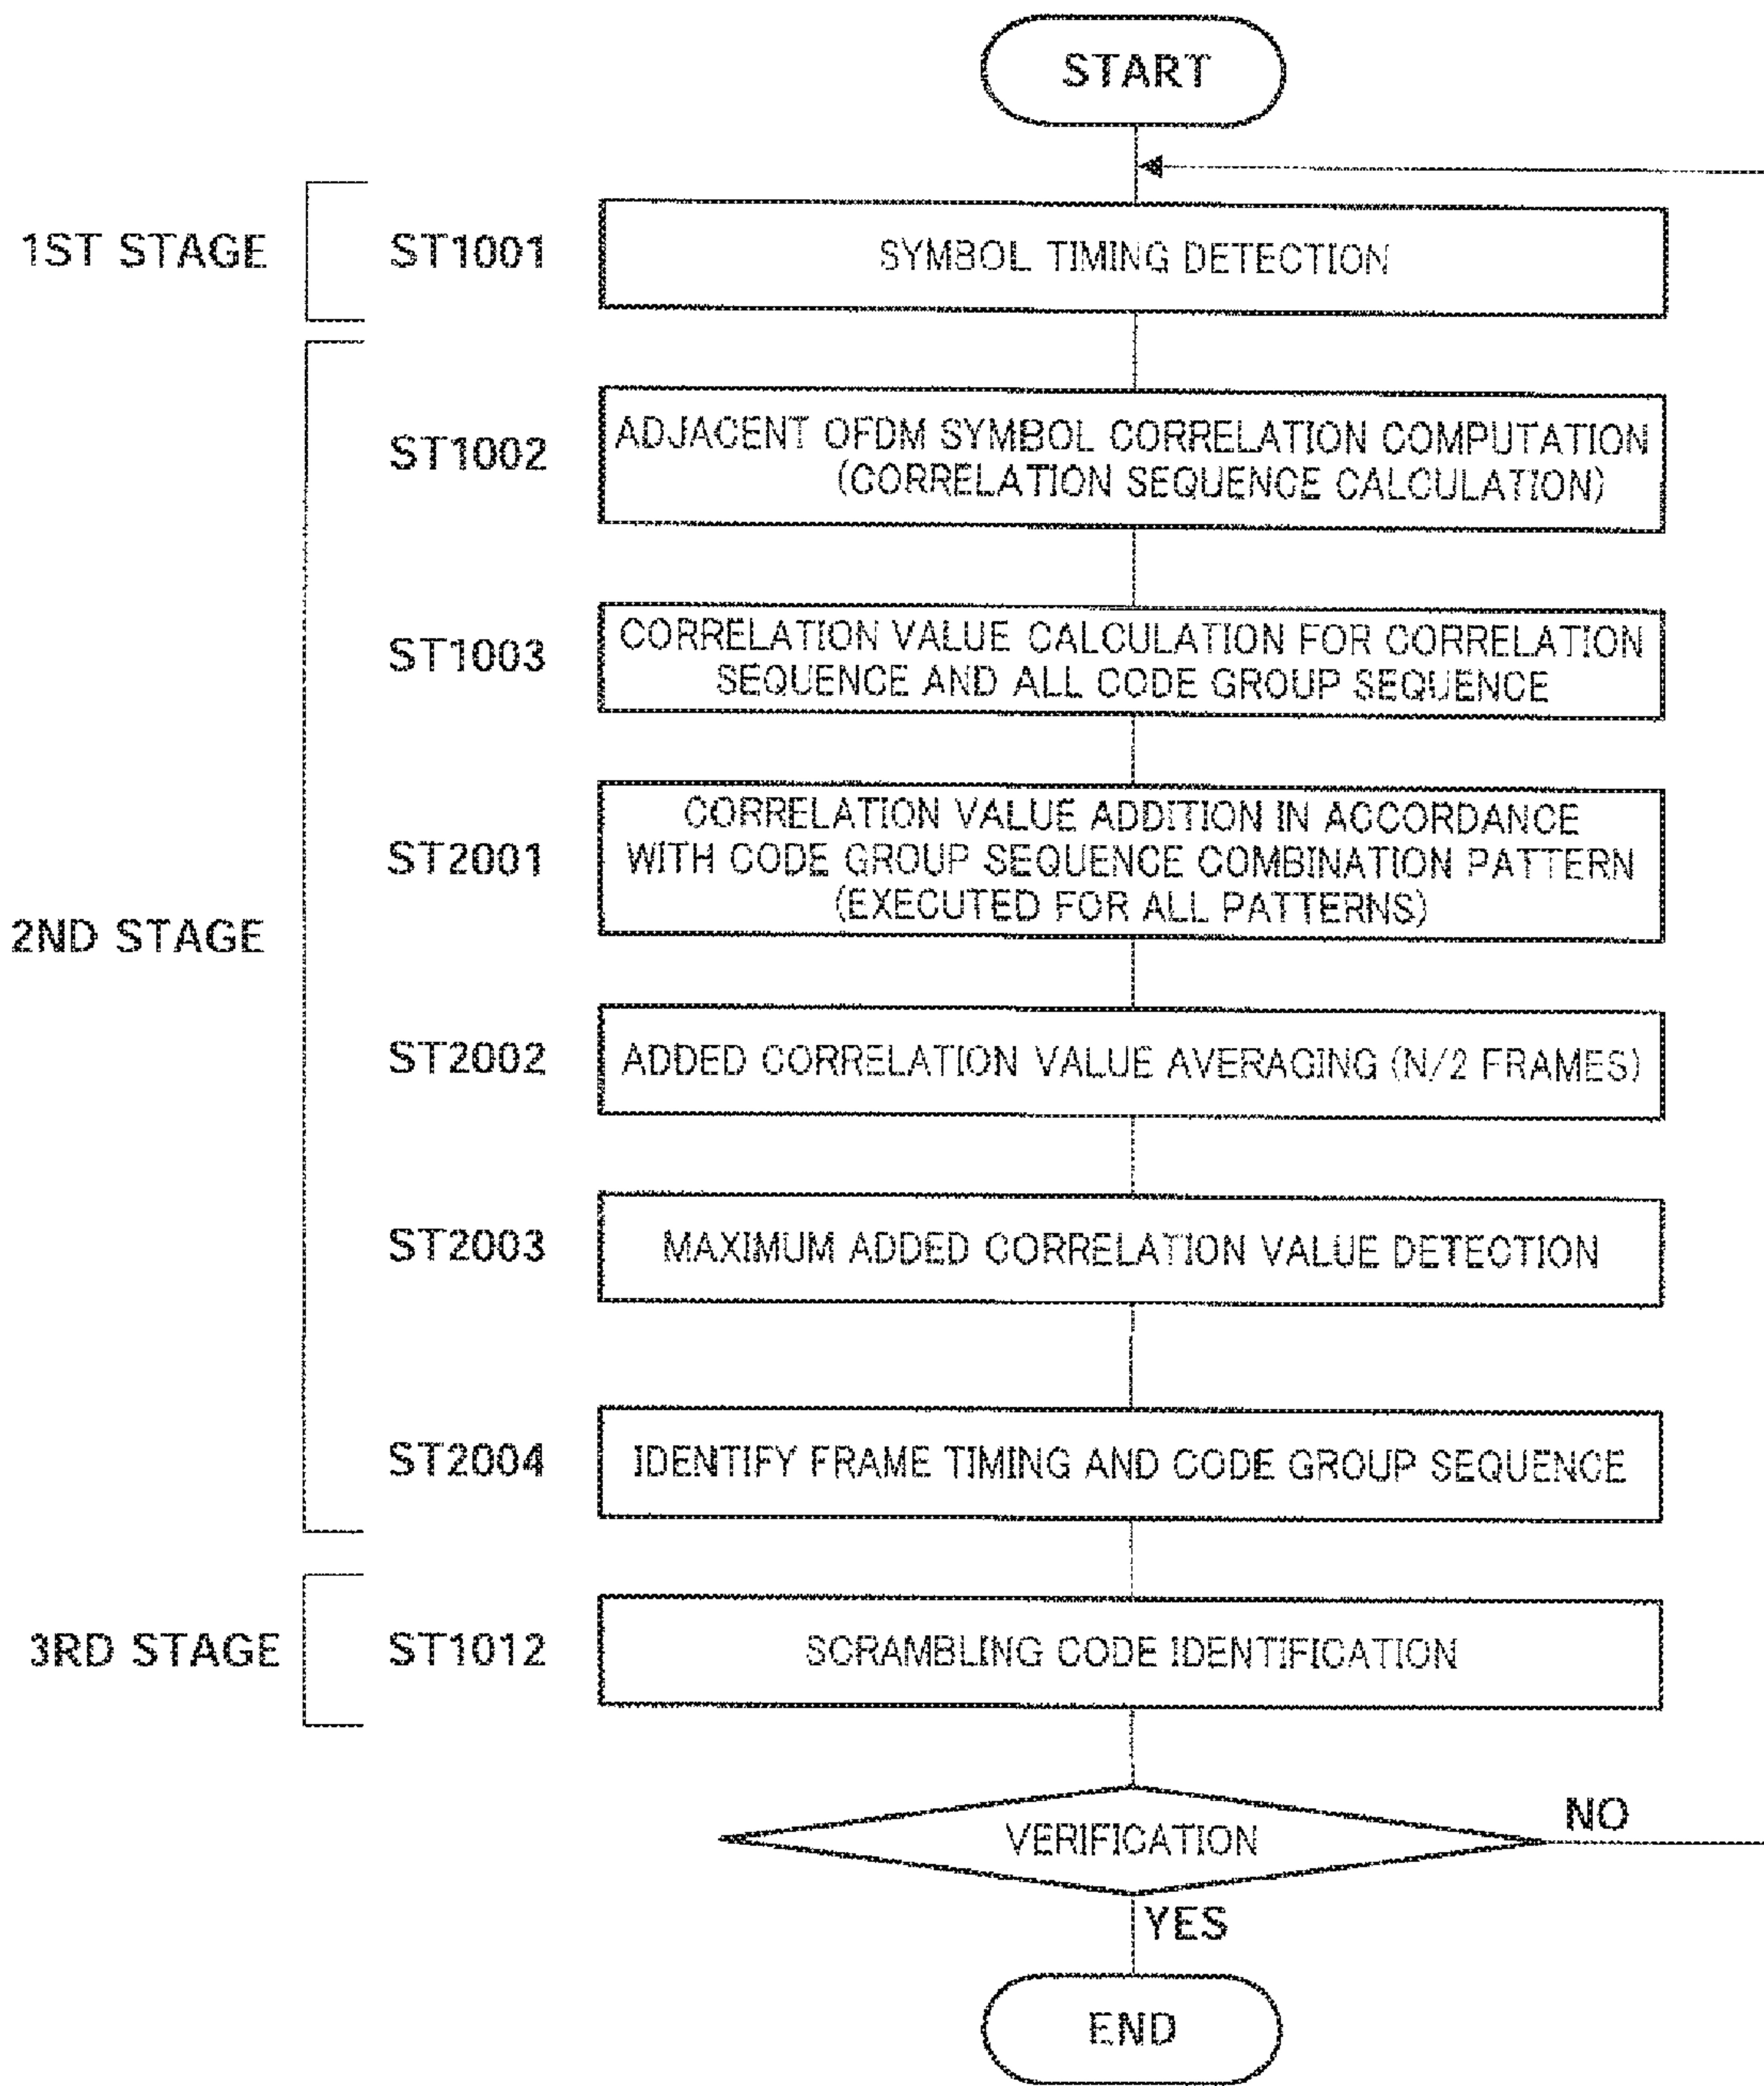 START
1ST STAGE
ST1001
SYMBOL TIMING DETECTION
ST1002
ADJACENT OFDM SYMBOL CORRELATION COMPUTATION
(CORRELATION SEQUENCE CALCULATION)
ST1003
CORRELATION VALUE CALCULATION FOR CORRELATION
SEQUENCE AND ALL CODE GROUP SEQUENCE
2ND STAGE
ST2001
CORRELATION VALUE ADDITION IN ACCORDANCE
WITH CODE GROUP SEQUENCE COMBINATION PATTERN
(EXECUTED FOR ALL PATTERNS)
ST2002
ADDED CORRELATION VALUE AVERAGING (N/2 FRAMES)
ST2003
MAXIMUM ADDED CORRELATION VALUE DETECTION
ST2004
IDENTIFY FRAME TIMING AND CODE GROUP SEQUENCE
3RD STAGE
ST1012
SCRAMBLING CODE IDENTIFICATION
VERIFICATION
NO
YES
END